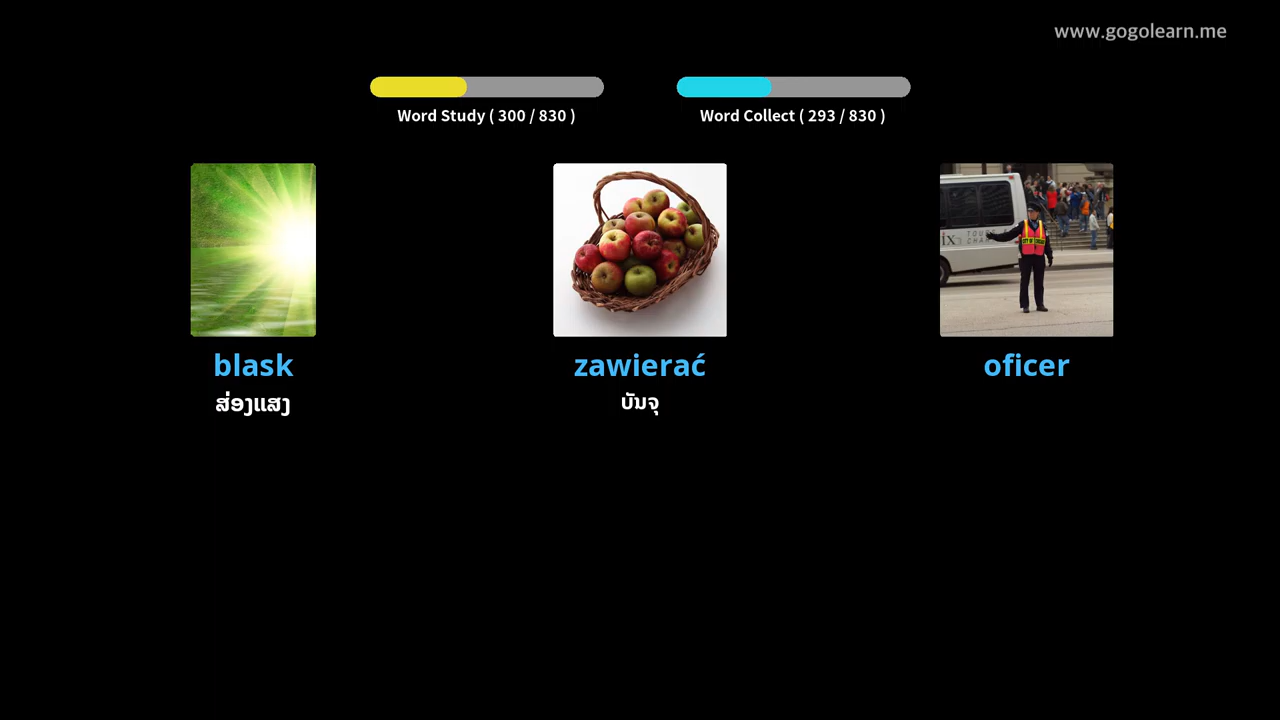 www.gogolearn.me
Word Study ( 300 / 830 )
Word Collect ( 293 / 830 )
blask
zawierać
oficer
ສ່ອງແສງ
ບັນຈຸ